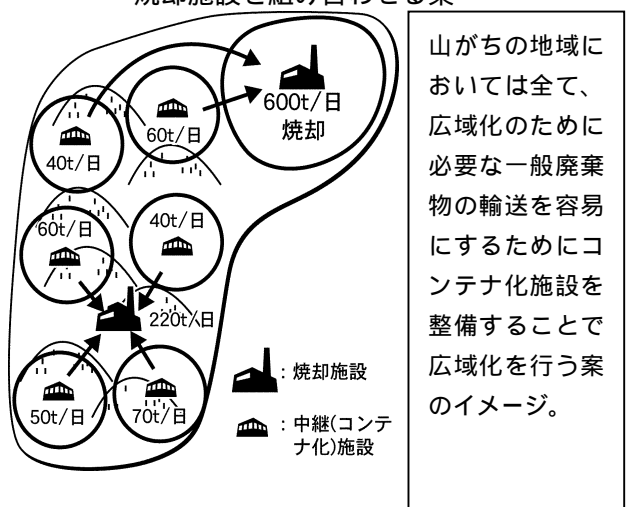 焼却施設を組み合わせる案
600t/日
焼却
60t/日
40t/日
60t/日
40t/日
220t/日
50t/日
70t/日
：焼却施設
：中継(コンテ
ナ化)施設
山がちの地域に
おいては全て、
広域化のために
必要な一般廃棄
物の輸送を容易
にするためにコ
ンテナ化施設を
整備することで
広域化を行う案
のイメージ。